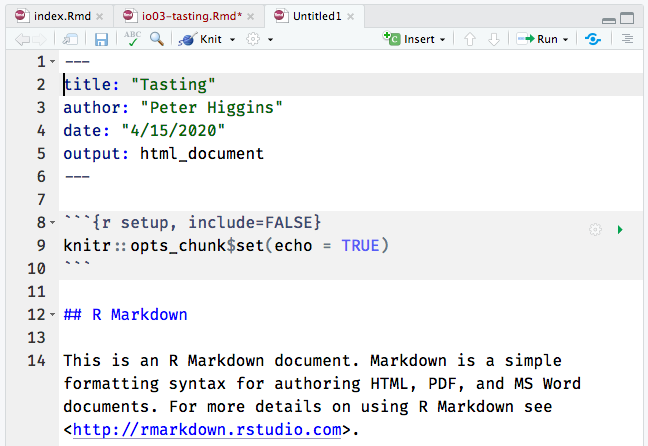 index.Rmd io03-tasting.Rmd* Untitled1
ABC Knit Insert Run
1 ---
2 title: "Tasting"
3 author: "Peter Higgins"
4 date: "4/15/2020"
5 output: html_document
6 ---
7
8 ```{r setup, include=FALSE}
9 knitr::opts_chunk$set(echo = TRUE)
10 ```
11
12 ## R Markdown
13
14 This is an R Markdown document. Markdown is a simple
formatting syntax for authoring HTML, PDF, and MS Word
documents. For more details on using R Markdown see
<http://rmarkdown.rstudio.com>.